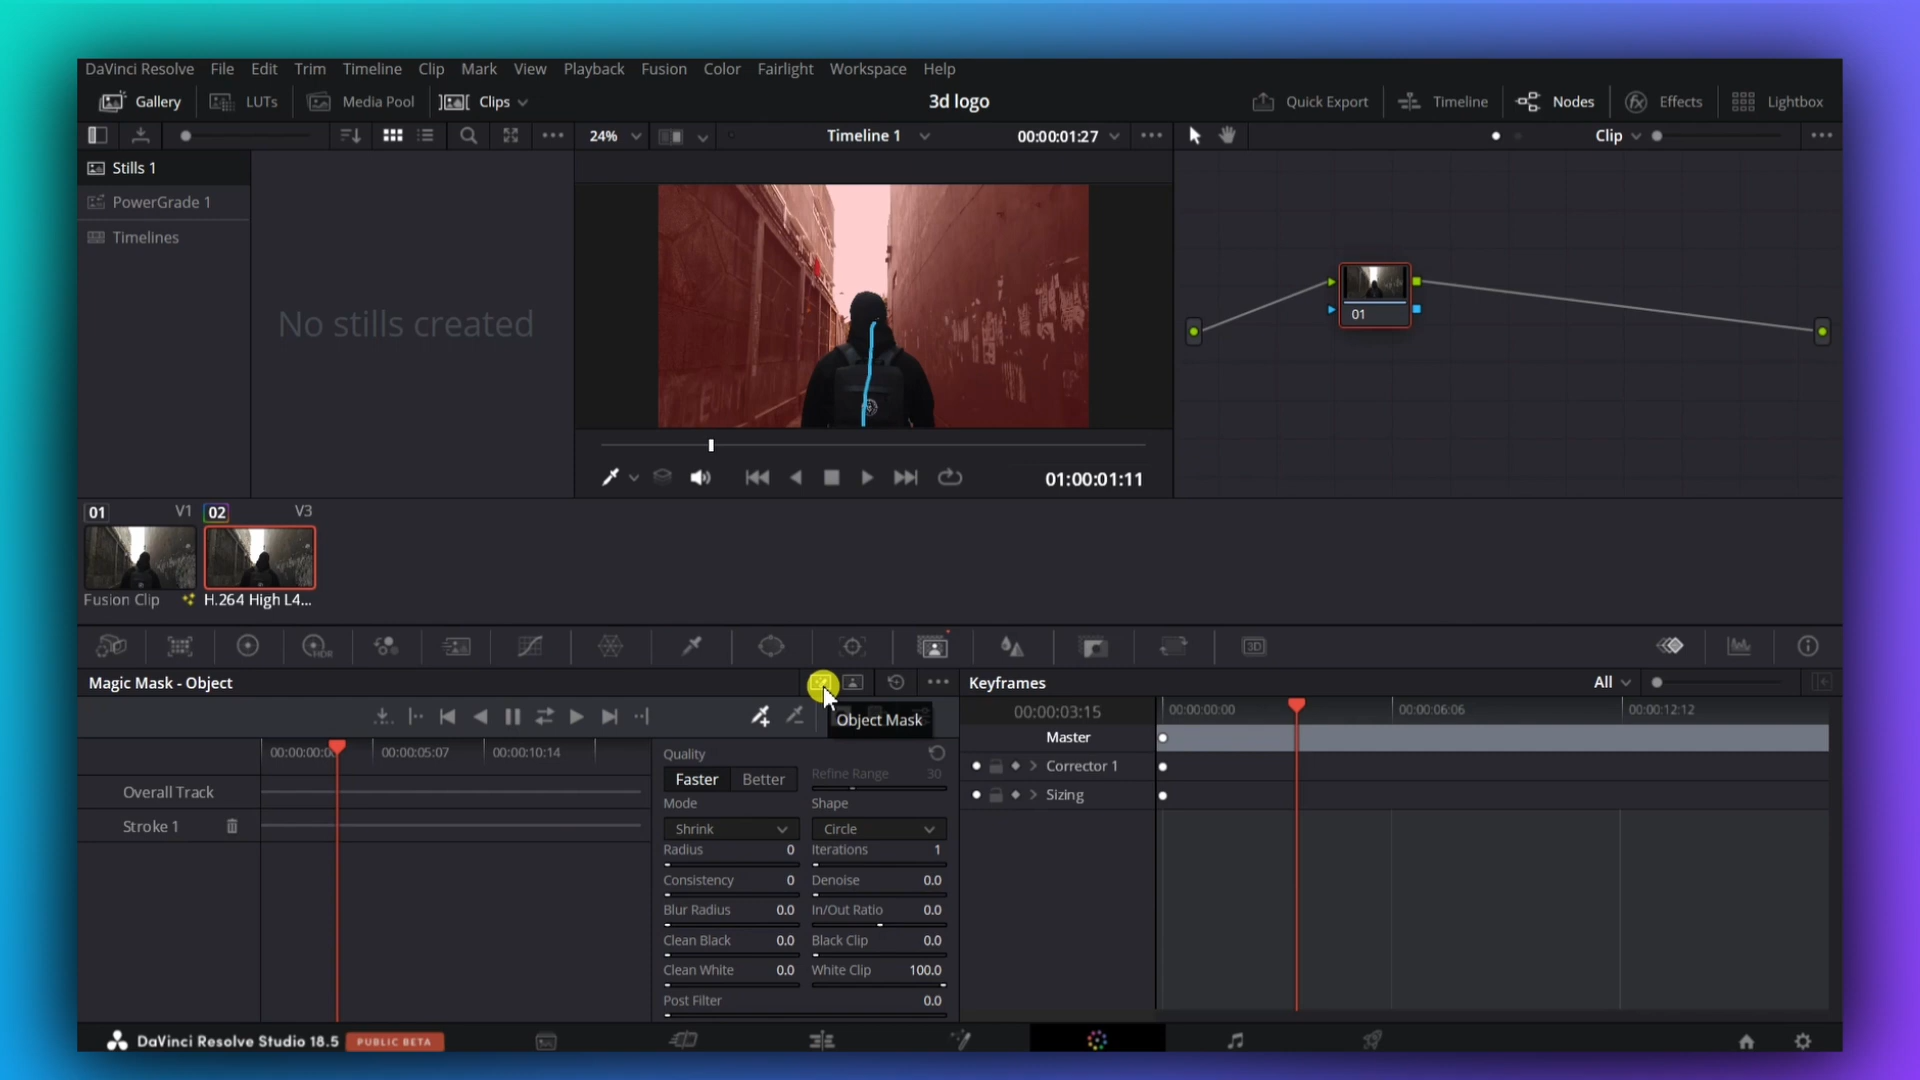 DaVinci Resolve File Edit Trim Timeline Clip Mark View Playback Fusion Color Fairlight Workspace Help
Gallery LUTs Media Pool Clips 3d logo Quick Export Timeline Nodes Effects Lightbox
24% Timeline 1 00:00:01:27 Clip
Stills 1
PowerGrade 1
Timelines
No stills created
01
01:00:01:11
01 V1 02 V3
Fusion Clip H.264 High L4...
HDR
3D
Magic Mask - Object
Object Mask
Keyframes All
00:00:03:15 00:00:00:00 00:00:06:06 00:00:12:12
Master
Corrector 1
Sizing
00:00:00:0 00:00:05:07 00:00:10:14
Overall Track
Stroke 1
Quality
Faster Better Refine Range 30
Mode Shape
Shrink Circle
Radius 0 Iterations 1
Consistency 0 Denoise 0.0
Blur Radius 0.0 In/Out Ratio 0.0
Clean Black 0.0 Black Clip 0.0
Clean White 0.0 White Clip 100.0
Post Filter 0.0
DaVinci Resolve Studio 18.5 PUBLIC BETA